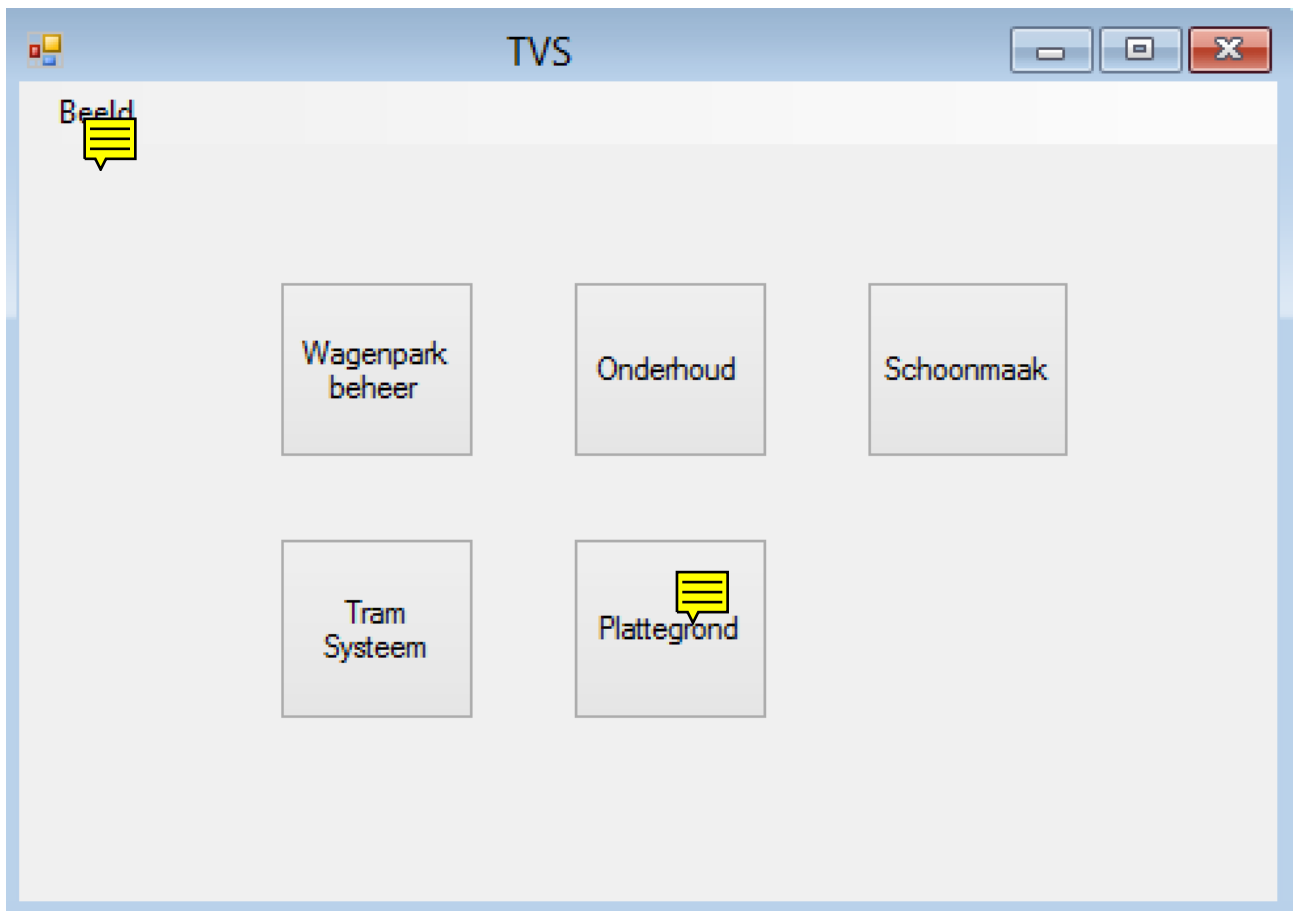 TVS
Beeld
Wagenpark
beheer
Onderhoud
Schoonmaak
Tram
Systeem
Plattegrond